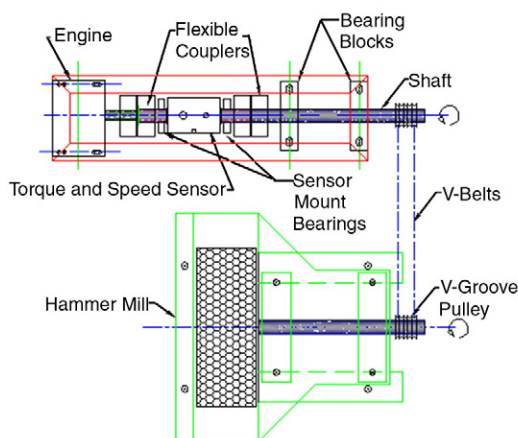 Engine
Flexible
Couplers
Bearing
Blocks
Shaft
Torque and Speed Sensor
Sensor
Mount
Bearings
V-Belts
Hammer Mill
V-Groove
Pulley